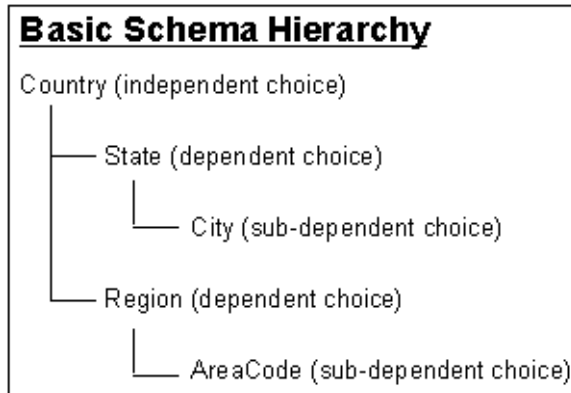 Basic Schema Hierarchy
Country (independent choice)
State (dependent choice)
City (sub-dependent choice)
Region (dependent choice)
AreaCode (sub-dependent choice)